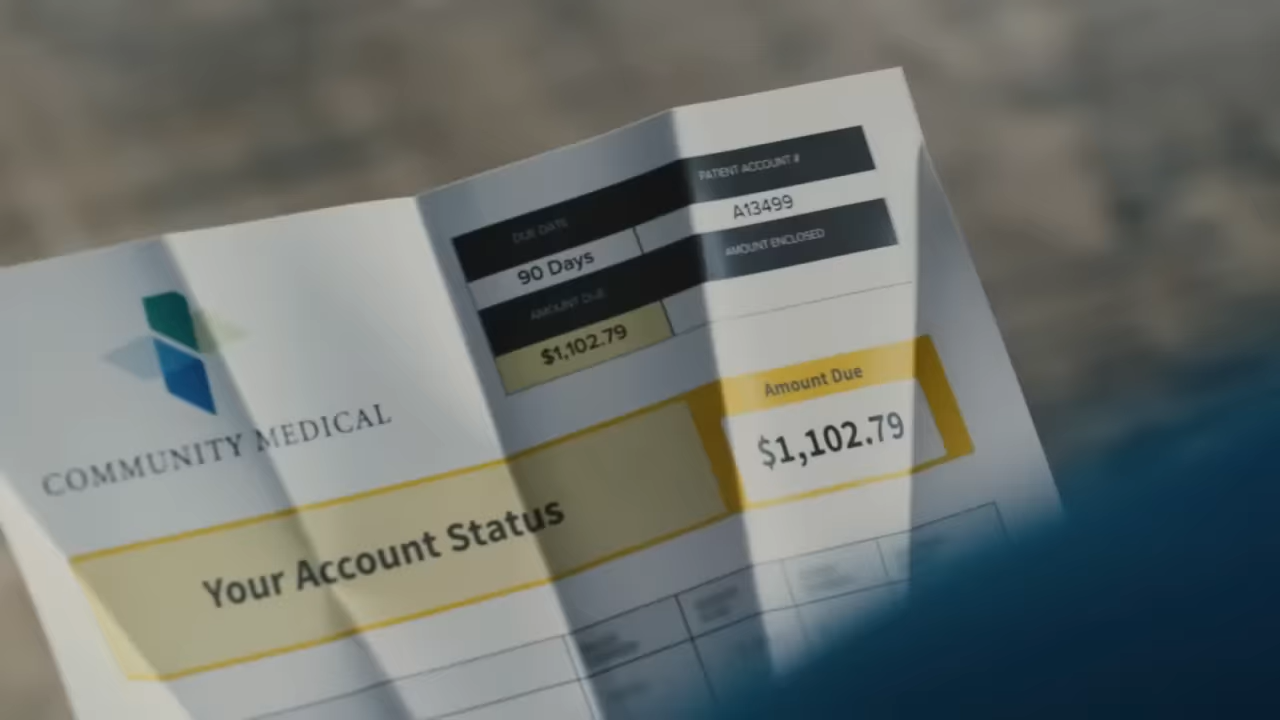 DUE DATE
PATIENT ACCOUNT #
90 Days
A13499
AMOUNT DUE
AMOUNT ENCLOSED
$1,102.79
COMMUNITY MEDICAL
Your Account Status
Amount Due
$1,102.79